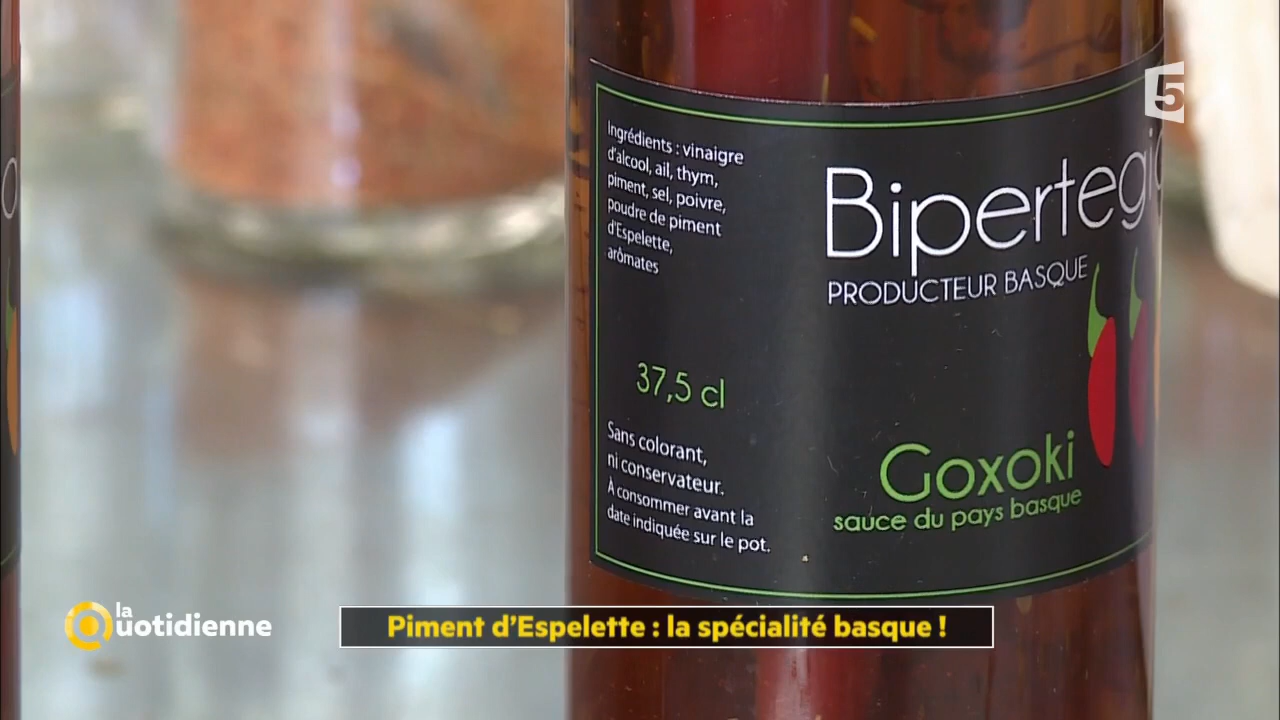 5
Ingrédients : vinaigre
d'alcool, ail, thym,
piment, sel, poivre,
poudre de piment
d'Espelette,
arômates
37,5 cl
Sans colorant,
ni conservateur.
À consommer avant la
date indiquée sur le pot.
PRODUCTEUR BASQUE
Goxoki
sauce du pays basque
la
Quotidienne
Piment d'Espelette : la spécialité basque !